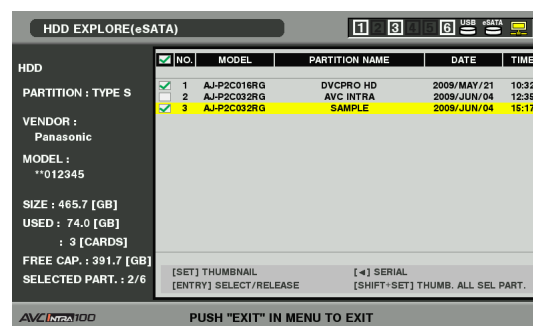 HDD EXPLORE(eSATA)
1 2 3 4 5 6 USB eSATA
HDD
PARTITION : TYPE S
VENDOR :
Panasonic
MODEL :
**012345
SIZE : 465.7 [GB]
USED : 74.0 [GB]
: 3 [CARDS]
FREE CAP. : 391.7 [GB]
SELECTED PART. : 2/6
NO. MODEL PARTITION NAME DATE TIME
1 AJ-P2C016RG DVCPRO HD 2009/MAY/21 10:32
2 AJ-P2C032RG AVC INTRA 2009/JUN/04 12:35
3 AJ-P2C032RG SAMPLE 2009/JUN/04 15:17
[SET] THUMBNAIL [◄] SERIAL
[ENTRY] SELECT/RELEASE [SHIFT+SET] THUMB. ALL SEL PART.
AVC INTRA 100 PUSH "EXIT" IN MENU TO EXIT